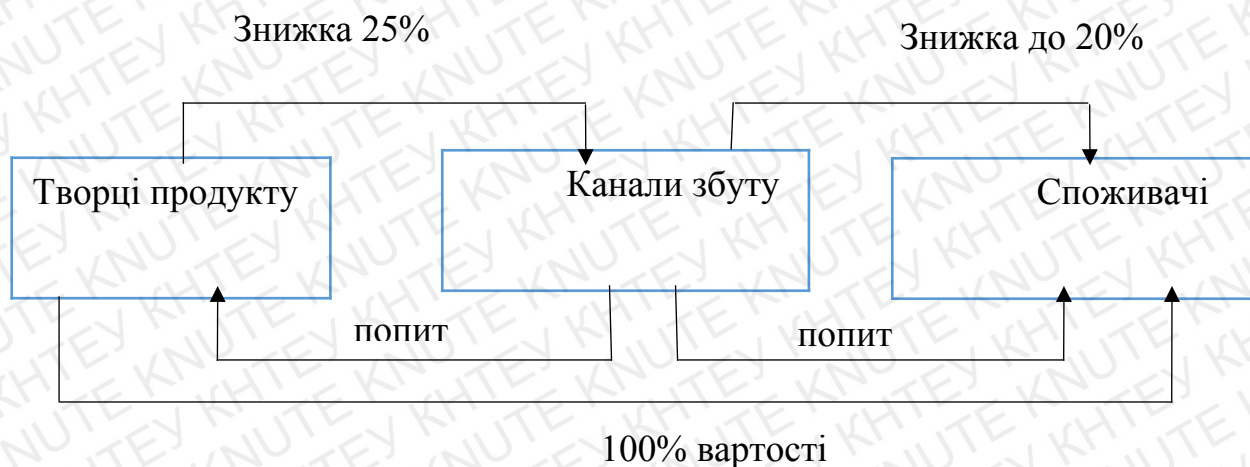 Знижка 25%
Знижка до 20%
Творці продукту
Канали збуту
Споживачі
попит
попит
100% вартості